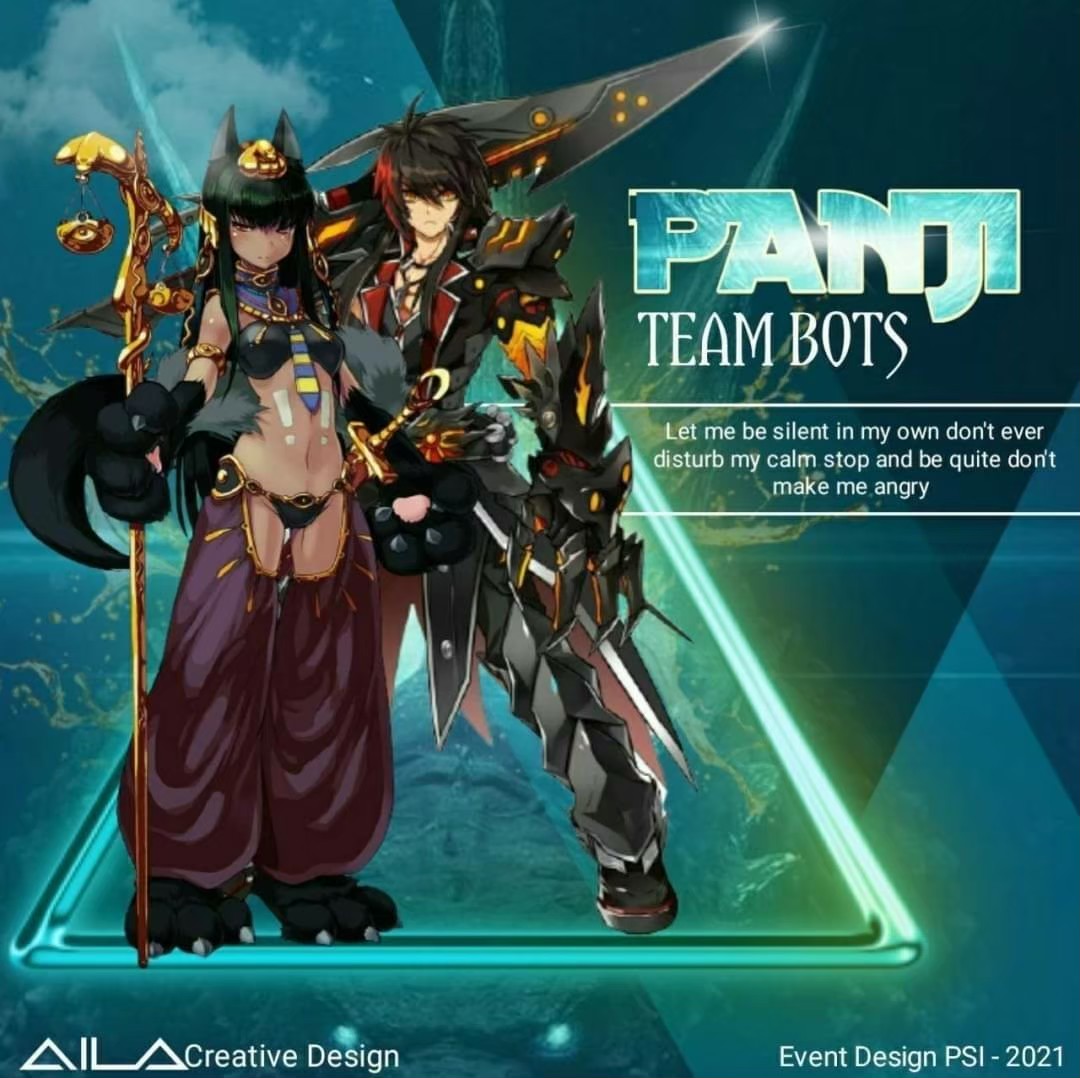 PANJI
TEAM BOTS
Let me be silent in my own don't ever
disturb my calm stop and be quite don't
make me angry
AILA Creative Design
Event Design PSI - 2021